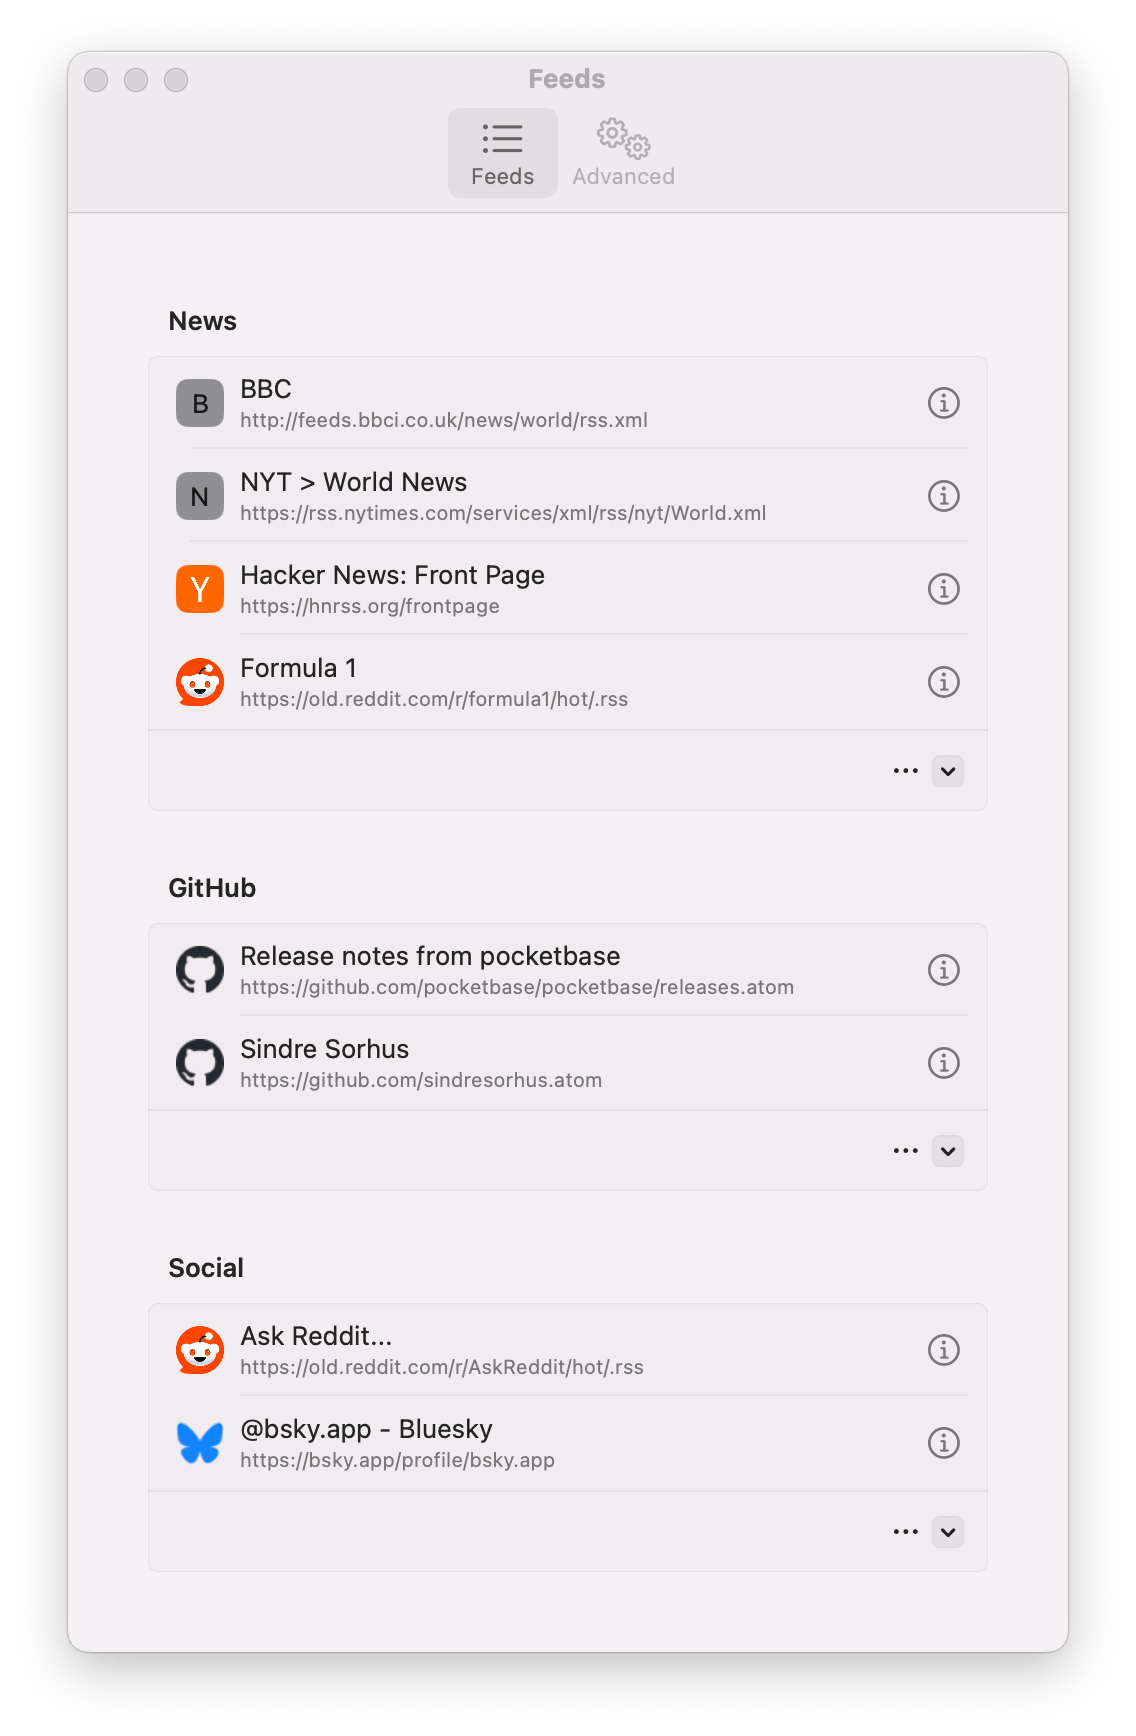 Feeds
Feeds
Advanced
News
B
BBC
http://feeds.bbci.co.uk/news/world/rss.xml
N
NYT > World News
https://rss.nytimes.com/services/xml/rss/nyt/World.xml
Y
Hacker News: Front Page
https://hnrss.org/frontpage
Formula 1
https://old.reddit.com/r/formula1/hot/.rss
GitHub
Release notes from pocketbase
https://github.com/pocketbase/pocketbase/releases.atom
Sindre Sorhus
https://github.com/sindresorhus.atom
Social
Ask Reddit...
https://old.reddit.com/r/AskReddit/hot/.rss
@bsky.app - Bluesky
https://bsky.app/profile/bsky.app